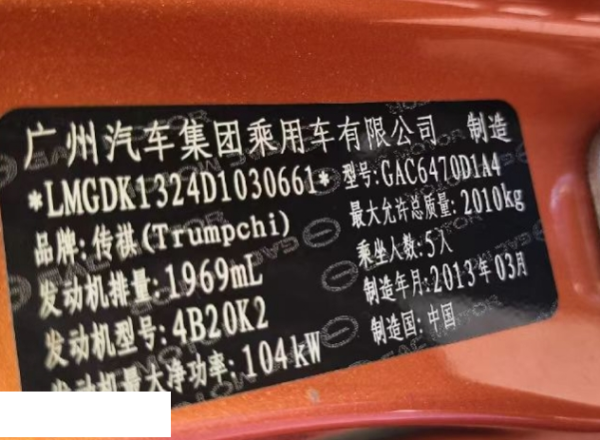 广州汽车集团乘用车有限公司 制造
*LMGDK1324D1030661* 型号:GAC6470D1A4
品牌:传祺(Trumpchi) 最大允许总质量:2010kg
发动机排量:1969mL 乘坐人数:5人
发动机型号:4B20K2 制造年月:2013年03月
发动机最大净功率:104kW 制造国:中国
GAC MOTOR